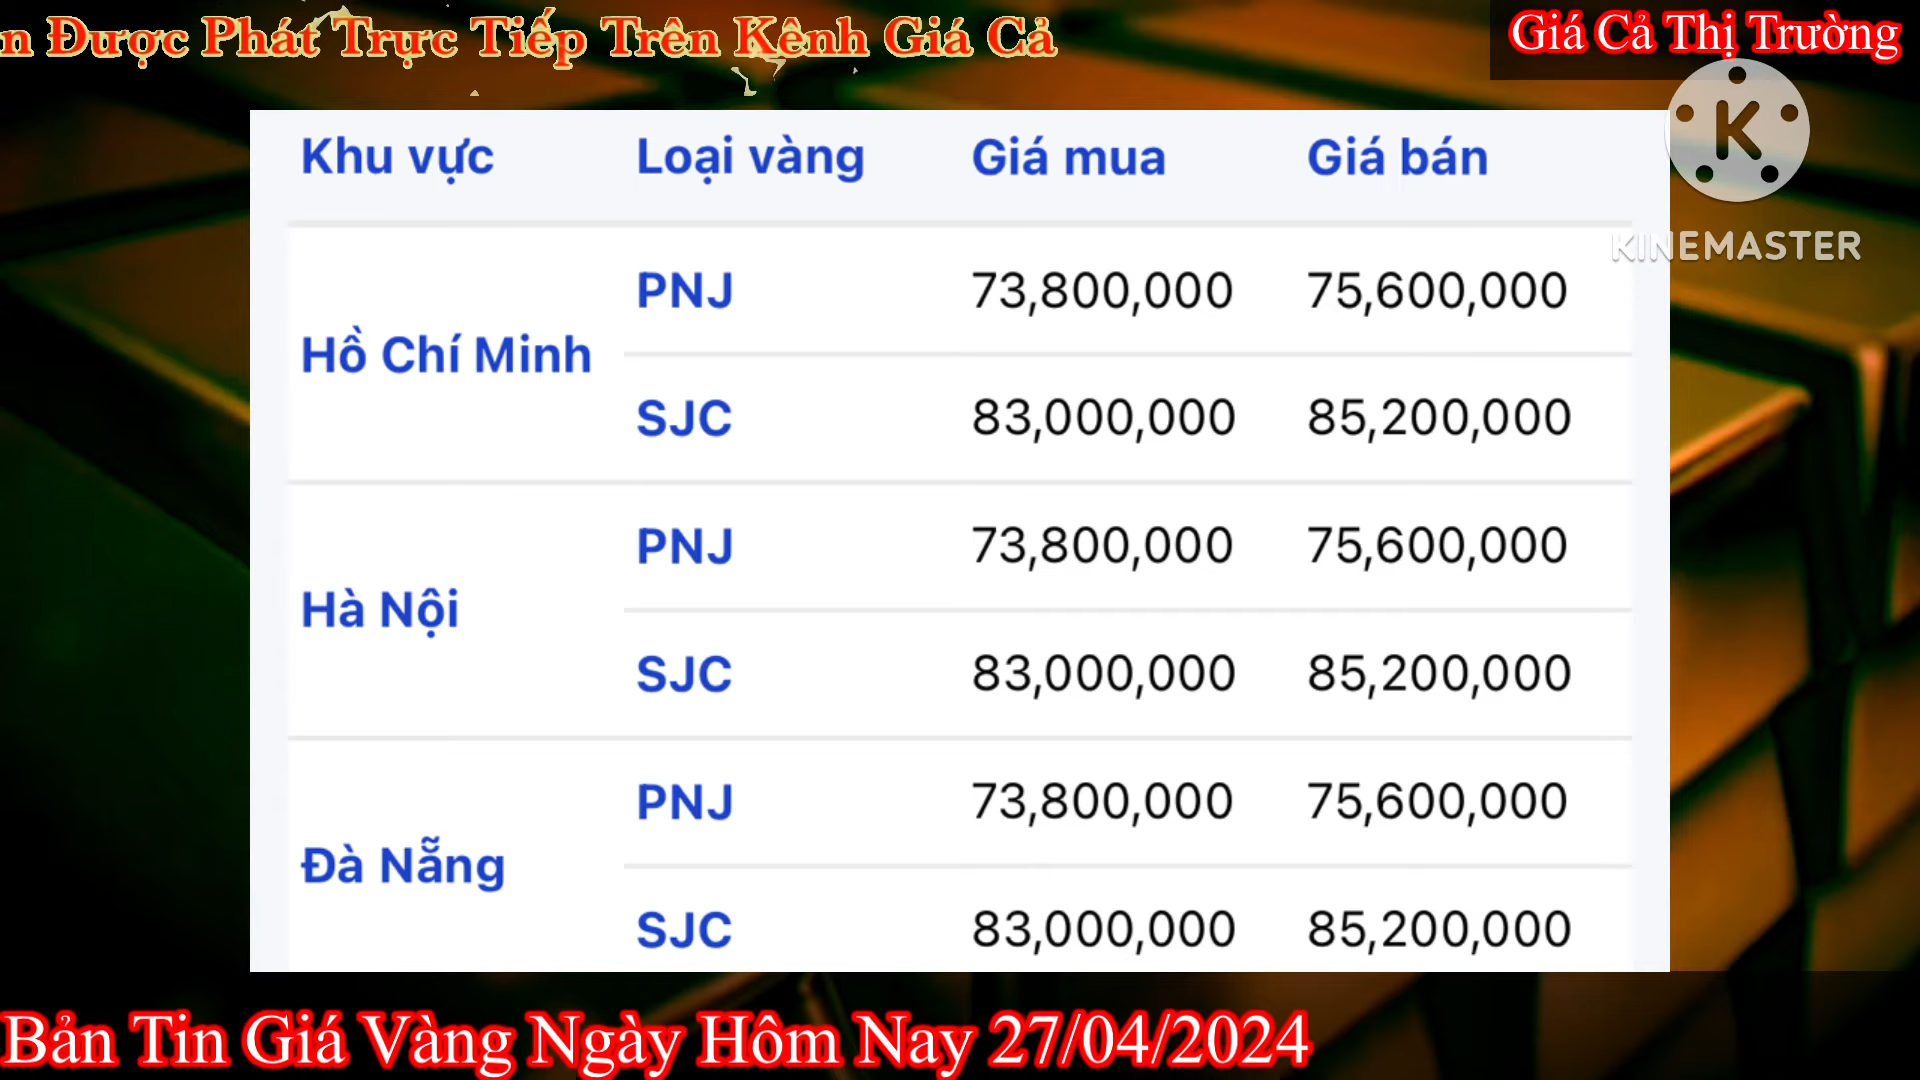 n Được Phát Trực Tiếp Trên Kênh Giá Cả
Giá Cả Thị Trường
K
KINEMASTER
Khu vực Loại vàng Giá mua Giá bán
Hồ Chí Minh
PNJ 73,800,000 75,600,000
SJC 83,000,000 85,200,000
Hà Nội
PNJ 73,800,000 75,600,000
SJC 83,000,000 85,200,000
Đà Nẵng
PNJ 73,800,000 75,600,000
SJC 83,000,000 85,200,000
Bản Tin Giá Vàng Ngày Hôm Nay 27/04/2024